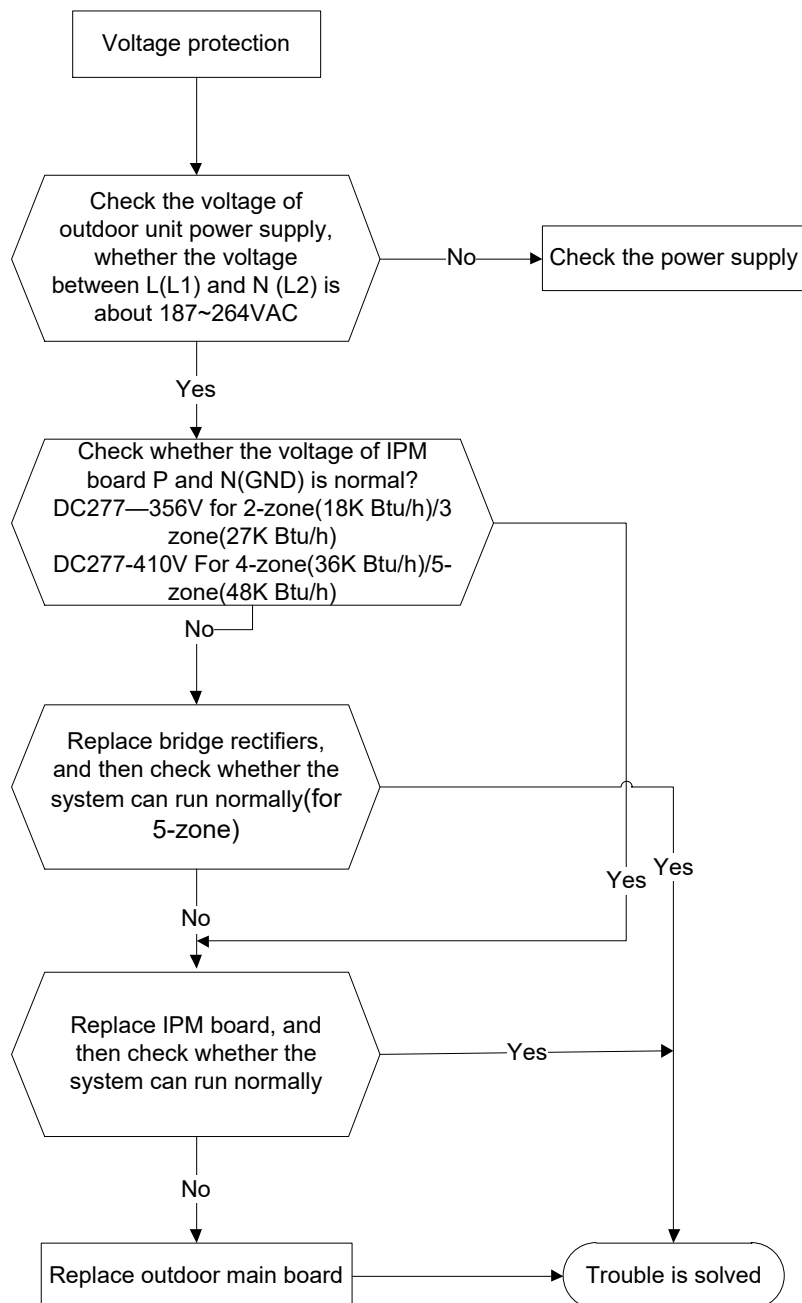 Voltage protection
Check the voltage of
outdoor unit power supply,
whether the voltage
between L(L1) and N (L2) is
about 187~264VAC
No
Check the power supply
Yes
Check whether the voltage of IPM
board P and N(GND) is normal?
DC277—356V for 2-zone(18K Btu/h)/3
zone(27K Btu/h)
DC277-410V For 4-zone(36K Btu/h)/5-
zone(48K Btu/h)
No
Replace bridge rectifiers,
and then check whether the
system can run normally(for
5-zone)
Yes
Yes
No
Replace IPM board, and
then check whether the
system can run normally
Yes
No
Replace outdoor main board
Trouble is solved